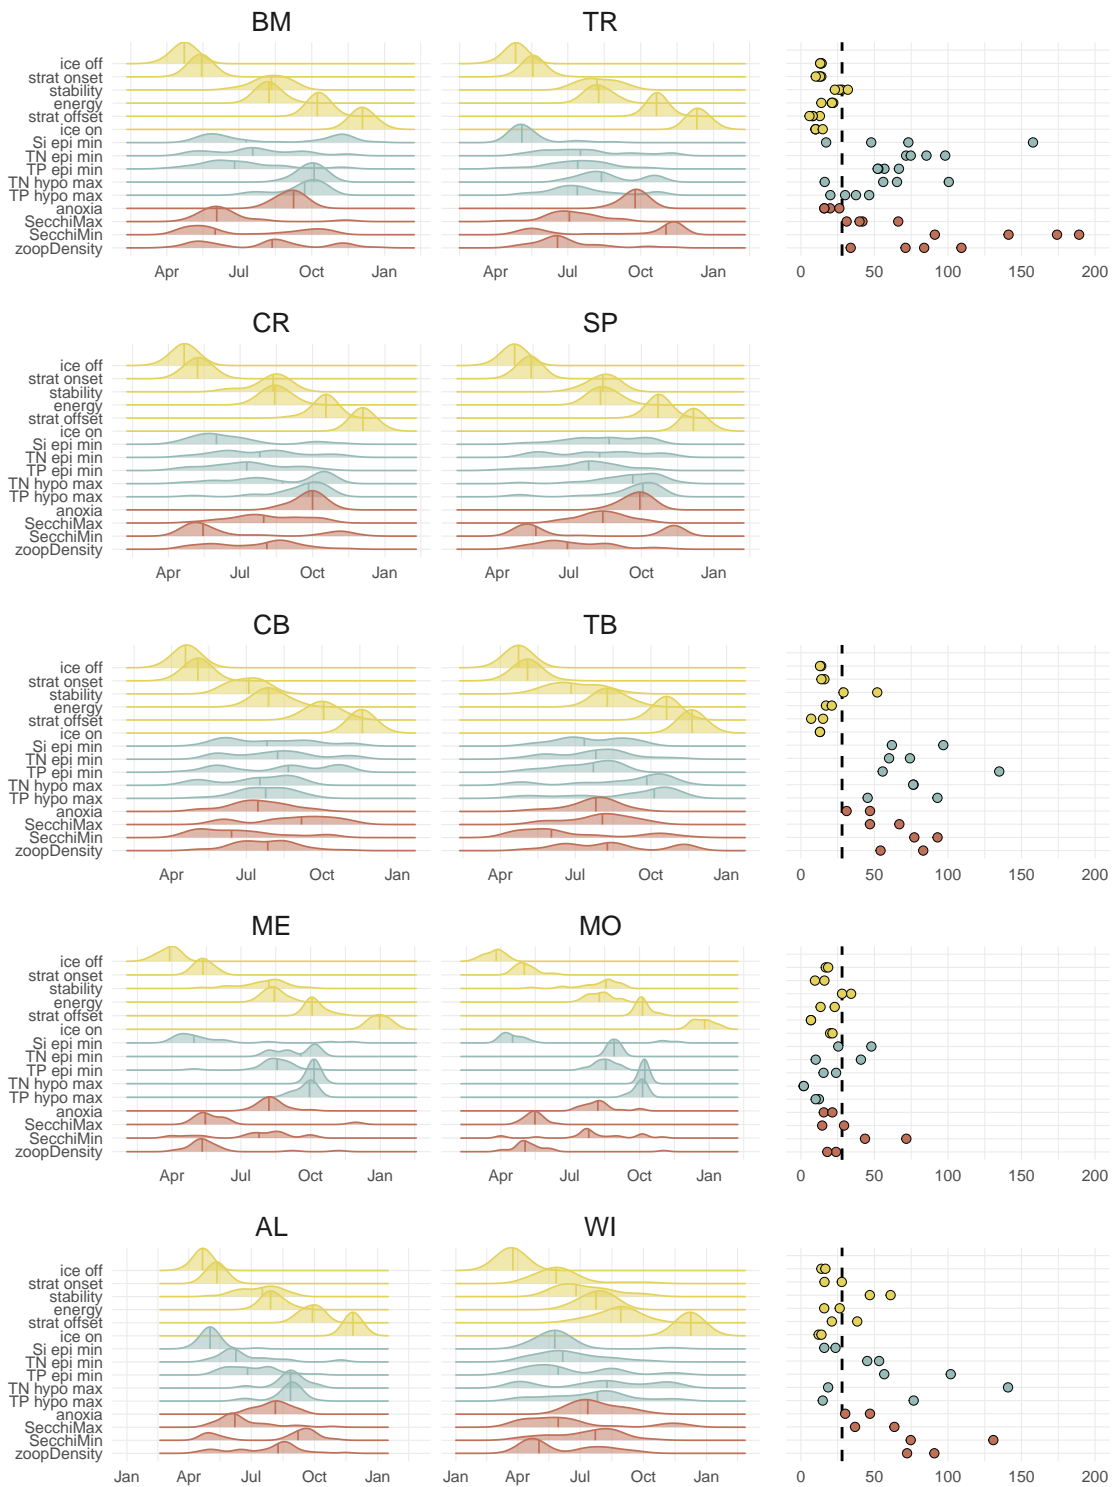 BM TR
ice off
strat onset
stability
energy
strat offset
ice on
Si epi min
TN epi min
TP epi min
TN hypo max
TP hypo max
anoxia
SecchiMax
SecchiMin
zoopDensity
Apr Jul Oct Jan Apr Jul Oct Jan 0 50 100 150 200
CR SP
ice off
strat onset
stability
energy
strat offset
ice on
Si epi min
TN epi min
TP epi min
TN hypo max
TP hypo max
anoxia
SecchiMax
SecchiMin
zoopDensity
Apr Jul Oct Jan Apr Jul Oct Jan
CB TB
ice off
strat onset
stability
energy
strat offset
ice on
Si epi min
TN epi min
TP epi min
TN hypo max
TP hypo max
anoxia
SecchiMax
SecchiMin
zoopDensity
Apr Jul Oct Jan Apr Jul Oct Jan 0 50 100 150 200
ME MO
ice off
strat onset
stability
energy
strat offset
ice on
Si epi min
TN epi min
TP epi min
TN hypo max
TP hypo max
anoxia
SecchiMax
SecchiMin
zoopDensity
Apr Jul Oct Jan Apr Jul Oct Jan 0 50 100 150 200
AL WI
ice off
strat onset
stability
energy
strat offset
ice on
Si epi min
TN epi min
TP epi min
TN hypo max
TP hypo max
anoxia
SecchiMax
SecchiMin
zoopDensity
Jan Apr Jul Oct Jan Jan Apr Jul Oct Jan 0 50 100 150 200